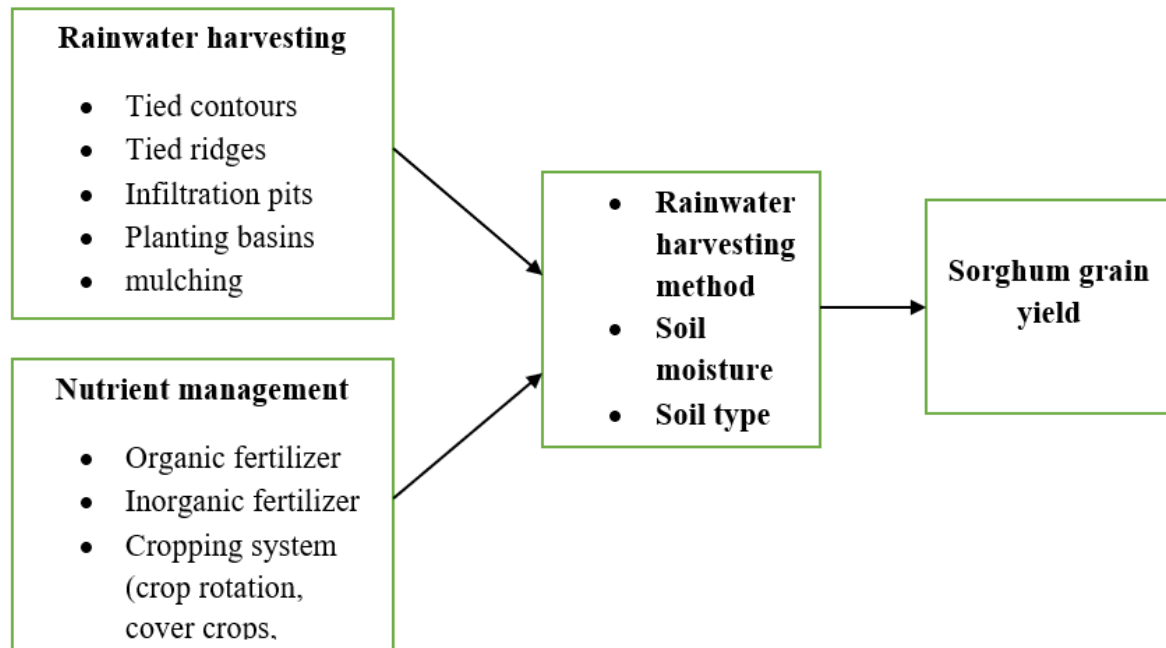 Rainwater harvesting
• Tied contours
• Tied ridges
• Infiltration pits
• Planting basins
• mulching
Nutrient management
• Organic fertilizer
• Inorganic fertilizer
• Cropping system
(crop rotation,
cover crops,
• Rainwater
harvesting
method
• Soil
moisture
• Soil type
Sorghum grain
yield